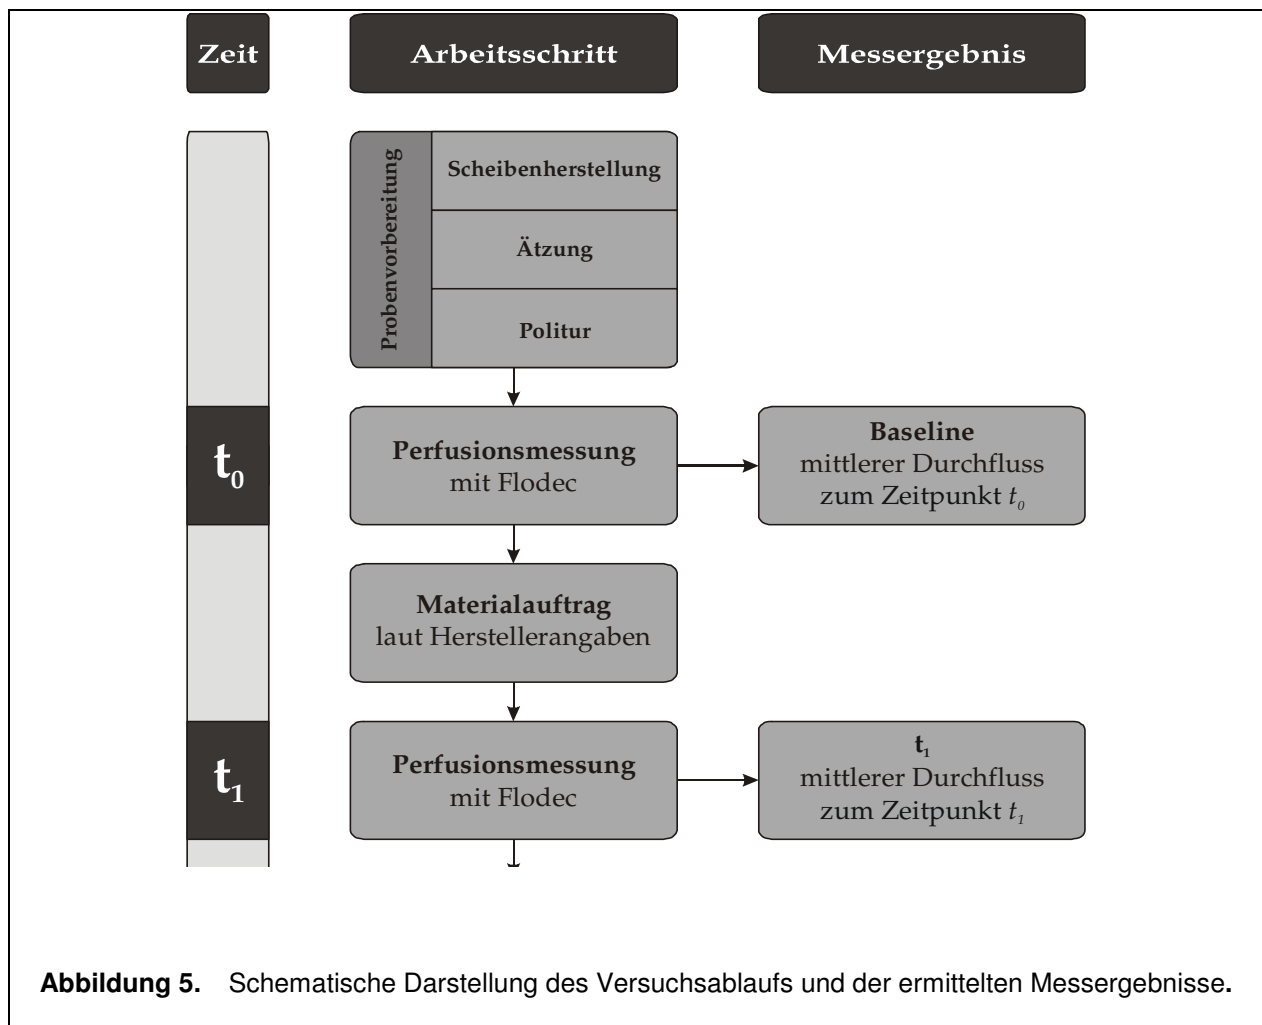 Zeit
Arbeitsschritt
Messergebnis
Probenvorbereitung
Scheibenherstellung
Ätzung
Politur
t₀
Perfusionsmessung
mit Flodec
Baseline
mittlerer Durchfluss
zum Zeitpunkt t₀
Materialauftrag
laut Herstellerangaben
t₁
Perfusionsmessung
mit Flodec
t₁
mittlerer Durchfluss
zum Zeitpunkt t₁
Abbildung 5. Schematische Darstellung des Versuchsablaufs und der ermittelten Messergebnisse.